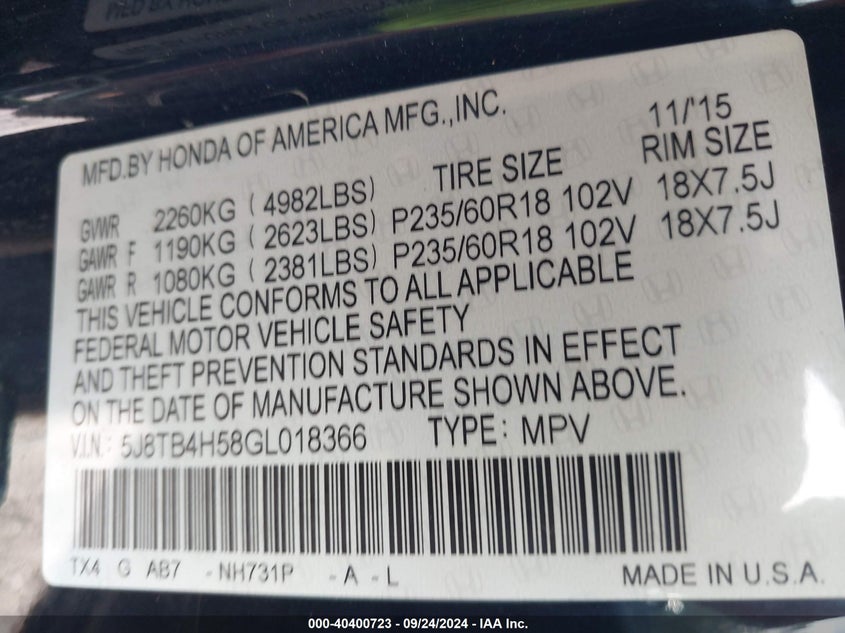 MFD.BY HONDA OF AMERICA MFG.,INC. 11/'15
TIRE SIZE RIM SIZE
GVWR 2260KG ( 4982LBS)
GAWR F 1190KG ( 2623LBS) P235/60R18 102V 18X7.5J
GAWR R 1080KG ( 2381LBS) P235/60R18 102V 18X7.5J
THIS VEHICLE CONFORMS TO ALL APPLICABLE
FEDERAL MOTOR VEHICLE SAFETY
AND THEFT PREVENTION STANDARDS IN EFFECT
ON THE DATE OF MANUFACTURE SHOWN ABOVE.
V.I.N.: 5J8TB4H58GL018366 TYPE: MPV
TX4 G AB7 - NH731P - A - L MADE IN U.S.A.
000-40400723 - 09/24/2024 - IAA Inc.